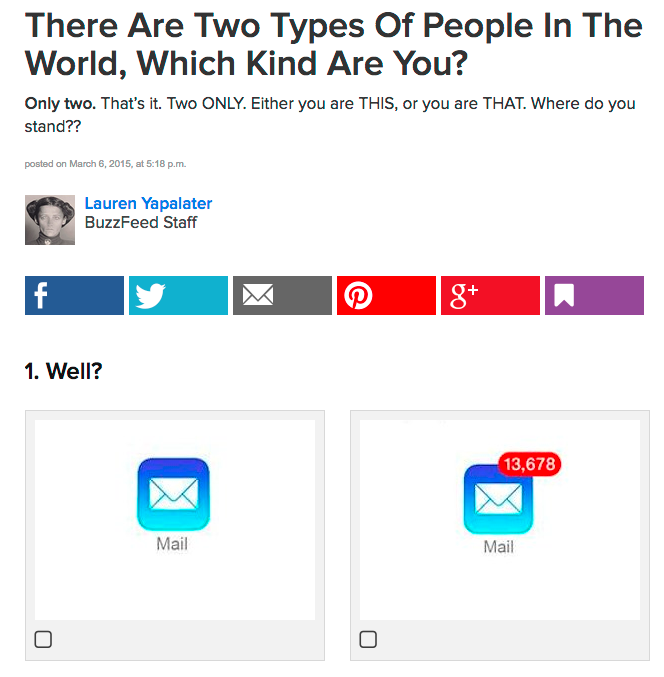 There Are Two Types Of People In The
World, Which Kind Are You?
Only two. That's it. Two ONLY. Either you are THIS, or you are THAT. Where do you
stand??
posted on March 6, 2015, at 5:18 p.m.
Lauren Yapalater
BuzzFeed Staff
f
g+
1. Well?
13,678
Mail
Mail